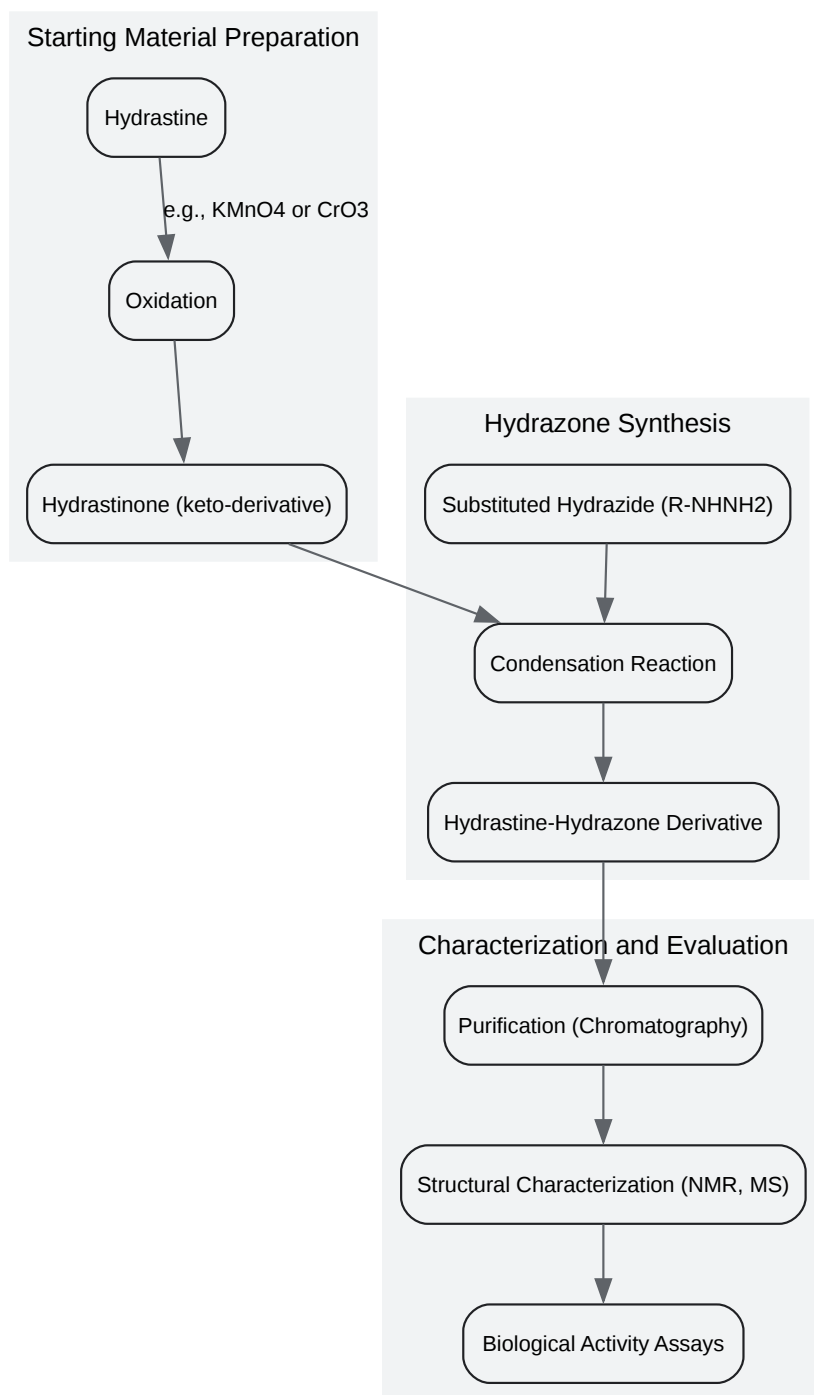 Starting Material Preparation
Hydrastine
e.g., KMnO4 or CrO3
Oxidation
Hydrastinone (keto-derivative)
Hydrazone Synthesis
Substituted Hydrazide (R-NHNH2)
Condensation Reaction
Hydrastine-Hydrazone Derivative
Characterization and Evaluation
Purification (Chromatography)
Structural Characterization (NMR, MS)
Biological Activity Assays